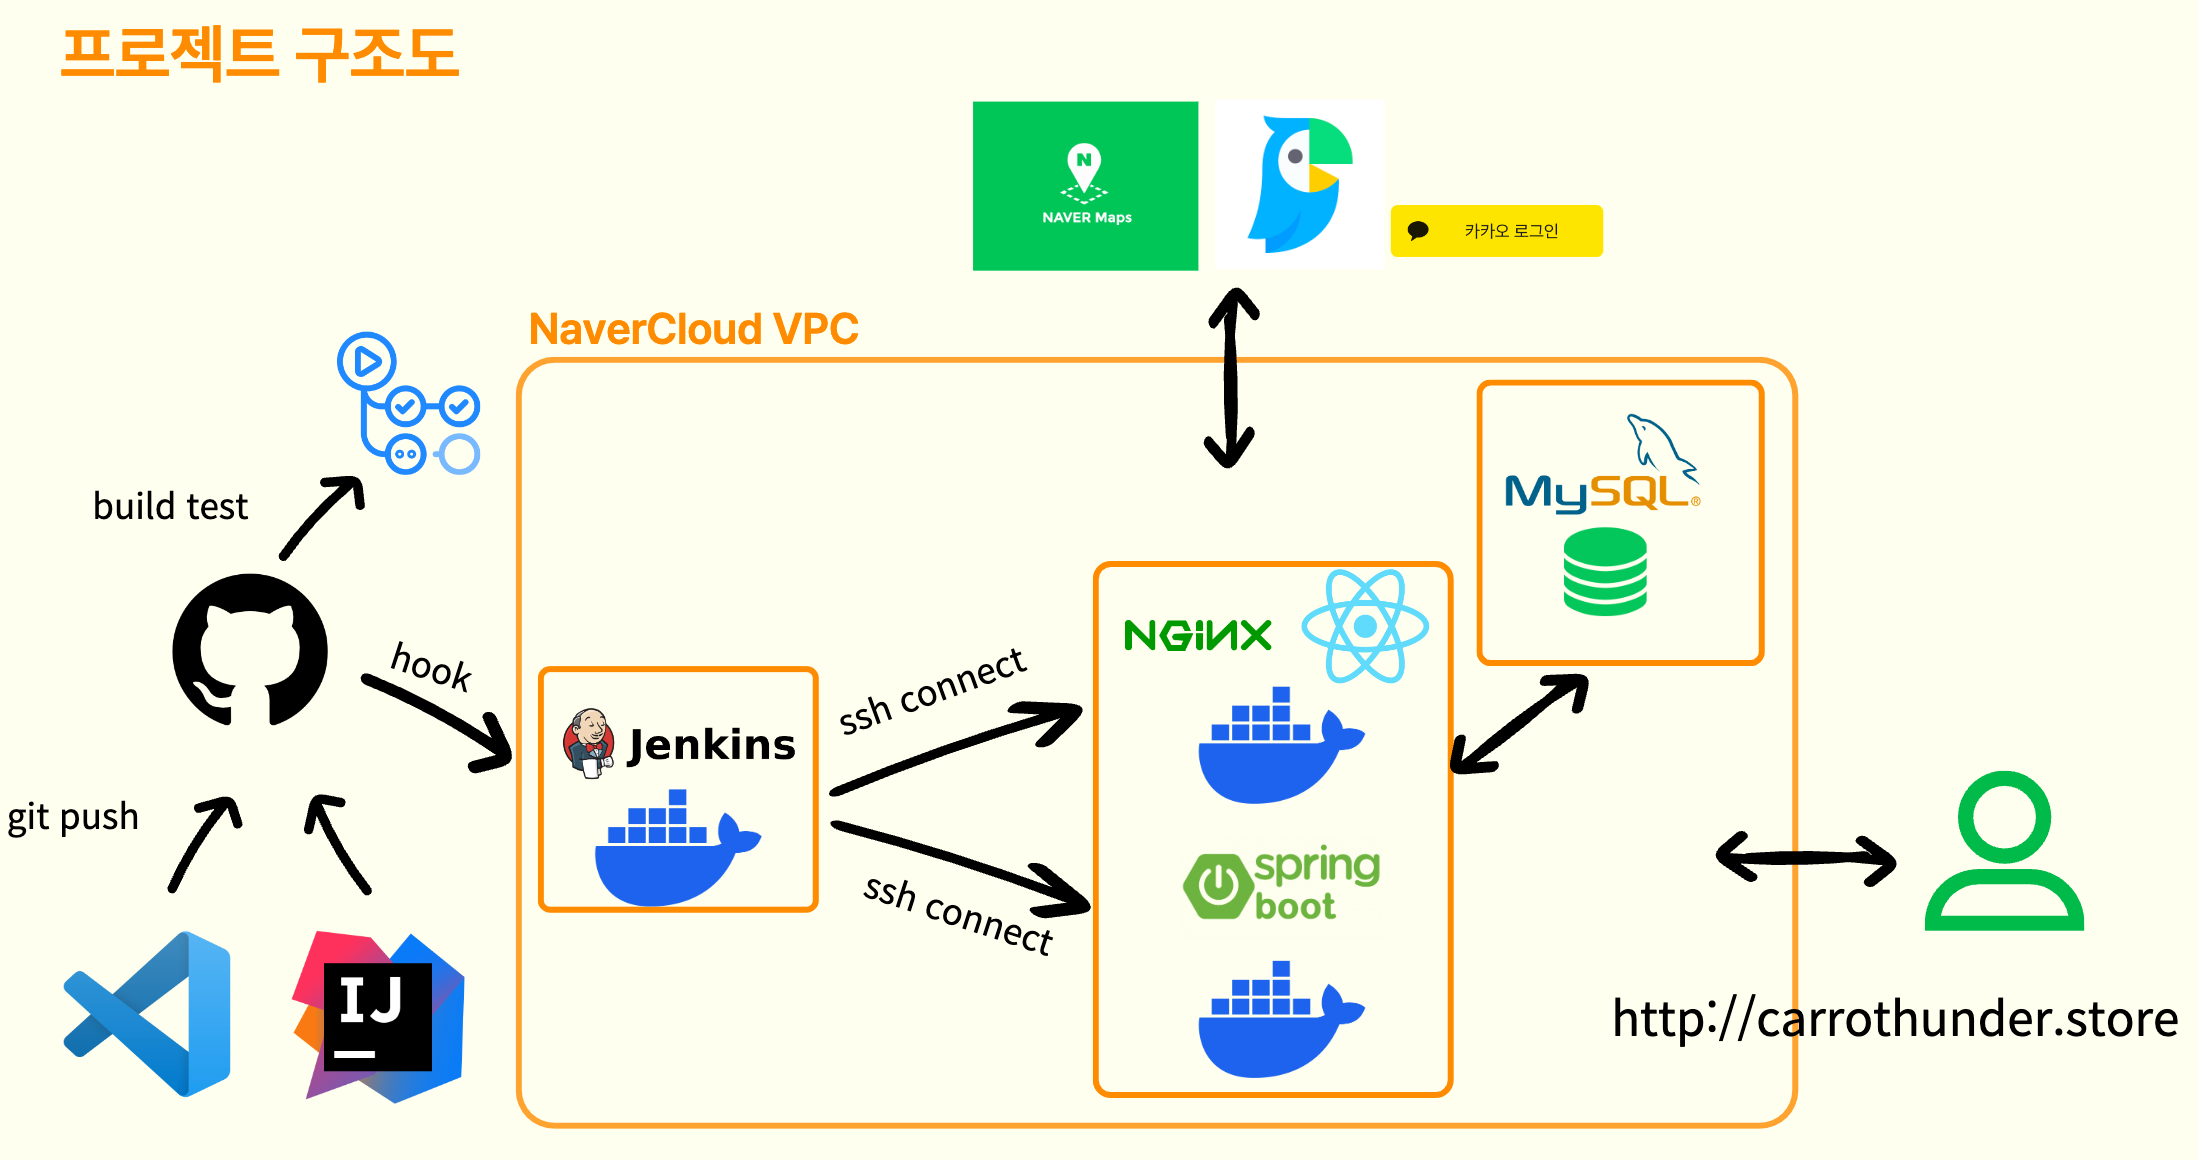 프로젝트 구조도
N
NAVER Maps
카카오 로그인
NaverCloud VPC
MySQL®
build test
hook
NGINX
ssh connect
Jenkins
git push
spring
boot
ssh connect
IJ
http://carrothunder.store